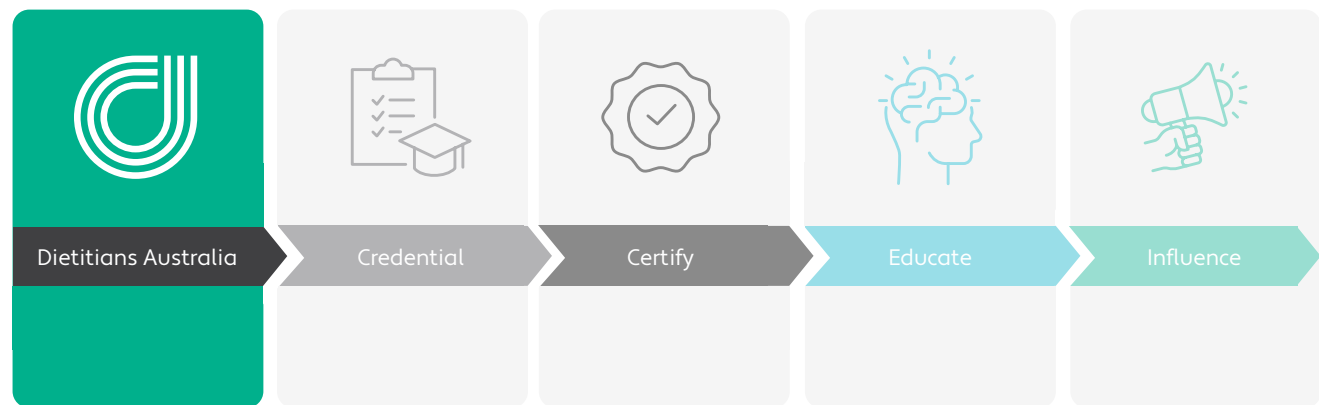 Dietitians Australia
Credential
Certify
Educate
Influence